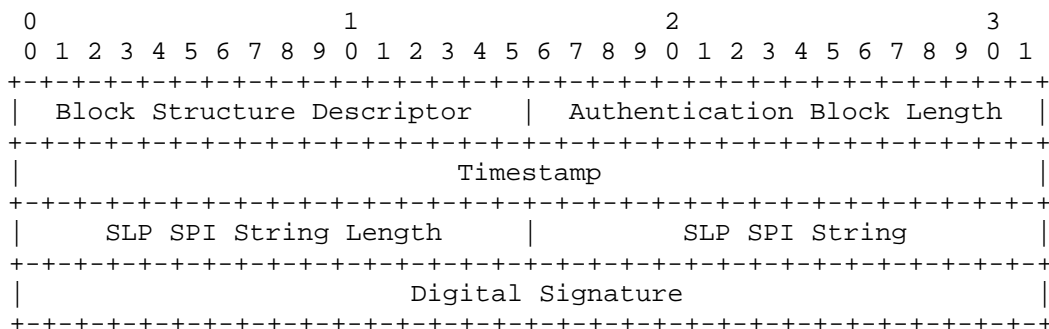 0                   1                   2                   3
0 1 2 3 4 5 6 7 8 9 0 1 2 3 4 5 6 7 8 9 0 1 2 3 4 5 6 7 8 9 0 1
+-+-+-+-+-+-+-+-+-+-+-+-+-+-+-+-+-+-+-+-+-+-+-+-+-+-+-+-+-+-+-+-+
|  Block Structure Descriptor   |  Authentication Block Length  |
+-+-+-+-+-+-+-+-+-+-+-+-+-+-+-+-+-+-+-+-+-+-+-+-+-+-+-+-+-+-+-+-+
|                           Timestamp                           |
+-+-+-+-+-+-+-+-+-+-+-+-+-+-+-+-+-+-+-+-+-+-+-+-+-+-+-+-+-+-+-+-+
|     SLP SPI String Length     |         SLP SPI String        |
+-+-+-+-+-+-+-+-+-+-+-+-+-+-+-+-+-+-+-+-+-+-+-+-+-+-+-+-+-+-+-+-+
|                        Digital Signature                      |
+-+-+-+-+-+-+-+-+-+-+-+-+-+-+-+-+-+-+-+-+-+-+-+-+-+-+-+-+-+-+-+-+